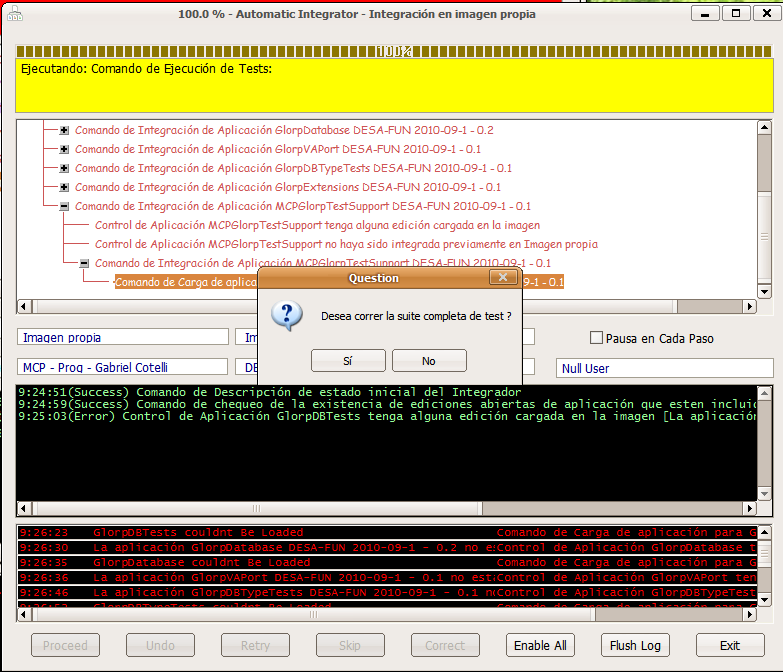 100.0 % - Automatic Integrator - Integración en imagen propia
100%
Ejecutando: Comando de Ejecución de Tests:
Comando de Integración de Aplicación GlorpDatabase DESA-FUN 2010-09-1 - 0.2
Comando de Integración de Aplicación GlorpVAPort DESA-FUN 2010-09-1 - 0.1
Comando de Integración de Aplicación GlorpDBTypeTests DESA-FUN 2010-09-1 - 0.1
Comando de Integración de Aplicación GlorpExtensions DESA-FUN 2010-09-1 - 0.1
Comando de Integración de Aplicación MCPGlorpTestSupport DESA-FUN 2010-09-1 - 0.1
Control de Aplicación MCPGlorpTestSupport tenga alguna edición cargada en la imagen
Control de Aplicación MCPGlorpTestSupport no haya sido integrada previamente en Imagen propia
Comando de Integración de Aplicación MCPGlorpTestSupport DESA-FUN 2010-09-1 - 0.1
Comando de Carga de aplica 9-1 - 0.1
Question
Desea correr la suite completa de test ?
Sí No
Imagen propia Im Pausa en Cada Paso
MCP - Prog - Gabriel Cotelli DE Null User
9:24:51(Success) Comando de Descripción de estado inicial del Integrador
9:24:59(Success) Comando de chequeo de la existencia de ediciones abiertas de aplicación que esten incluid
9:25:03(Error) Control de Aplicación GlorpDBTests tenga alguna edición cargada en la imagen [La aplicación
9:26:23 GlorpDBTests couldnt Be Loaded Comando de Carga de aplicación para G
9:26:30 La aplicación GlorpDatabase DESA-FUN 2010-09-1 - 0.2 no e Control de Aplicación GlorpDatabase t
9:26:35 GlorpDatabase couldnt Be Loaded Comando de Carga de aplicación para G
9:26:36 La aplicación GlorpVAPort DESA-FUN 2010-09-1 - 0.1 no est Control de Aplicación GlorpVAPort ten
9:26:46 La aplicación GlorpDBTypeTests DESA-FUN 2010-09-1 - 0.1 n Control de Aplicación GlorpDBTypeTest
GlorpDBTypeTests couldnt Be Loaded Comando de Carga de aplicación para G
Proceed Undo Retry Skip Correct Enable All Flush Log Exit